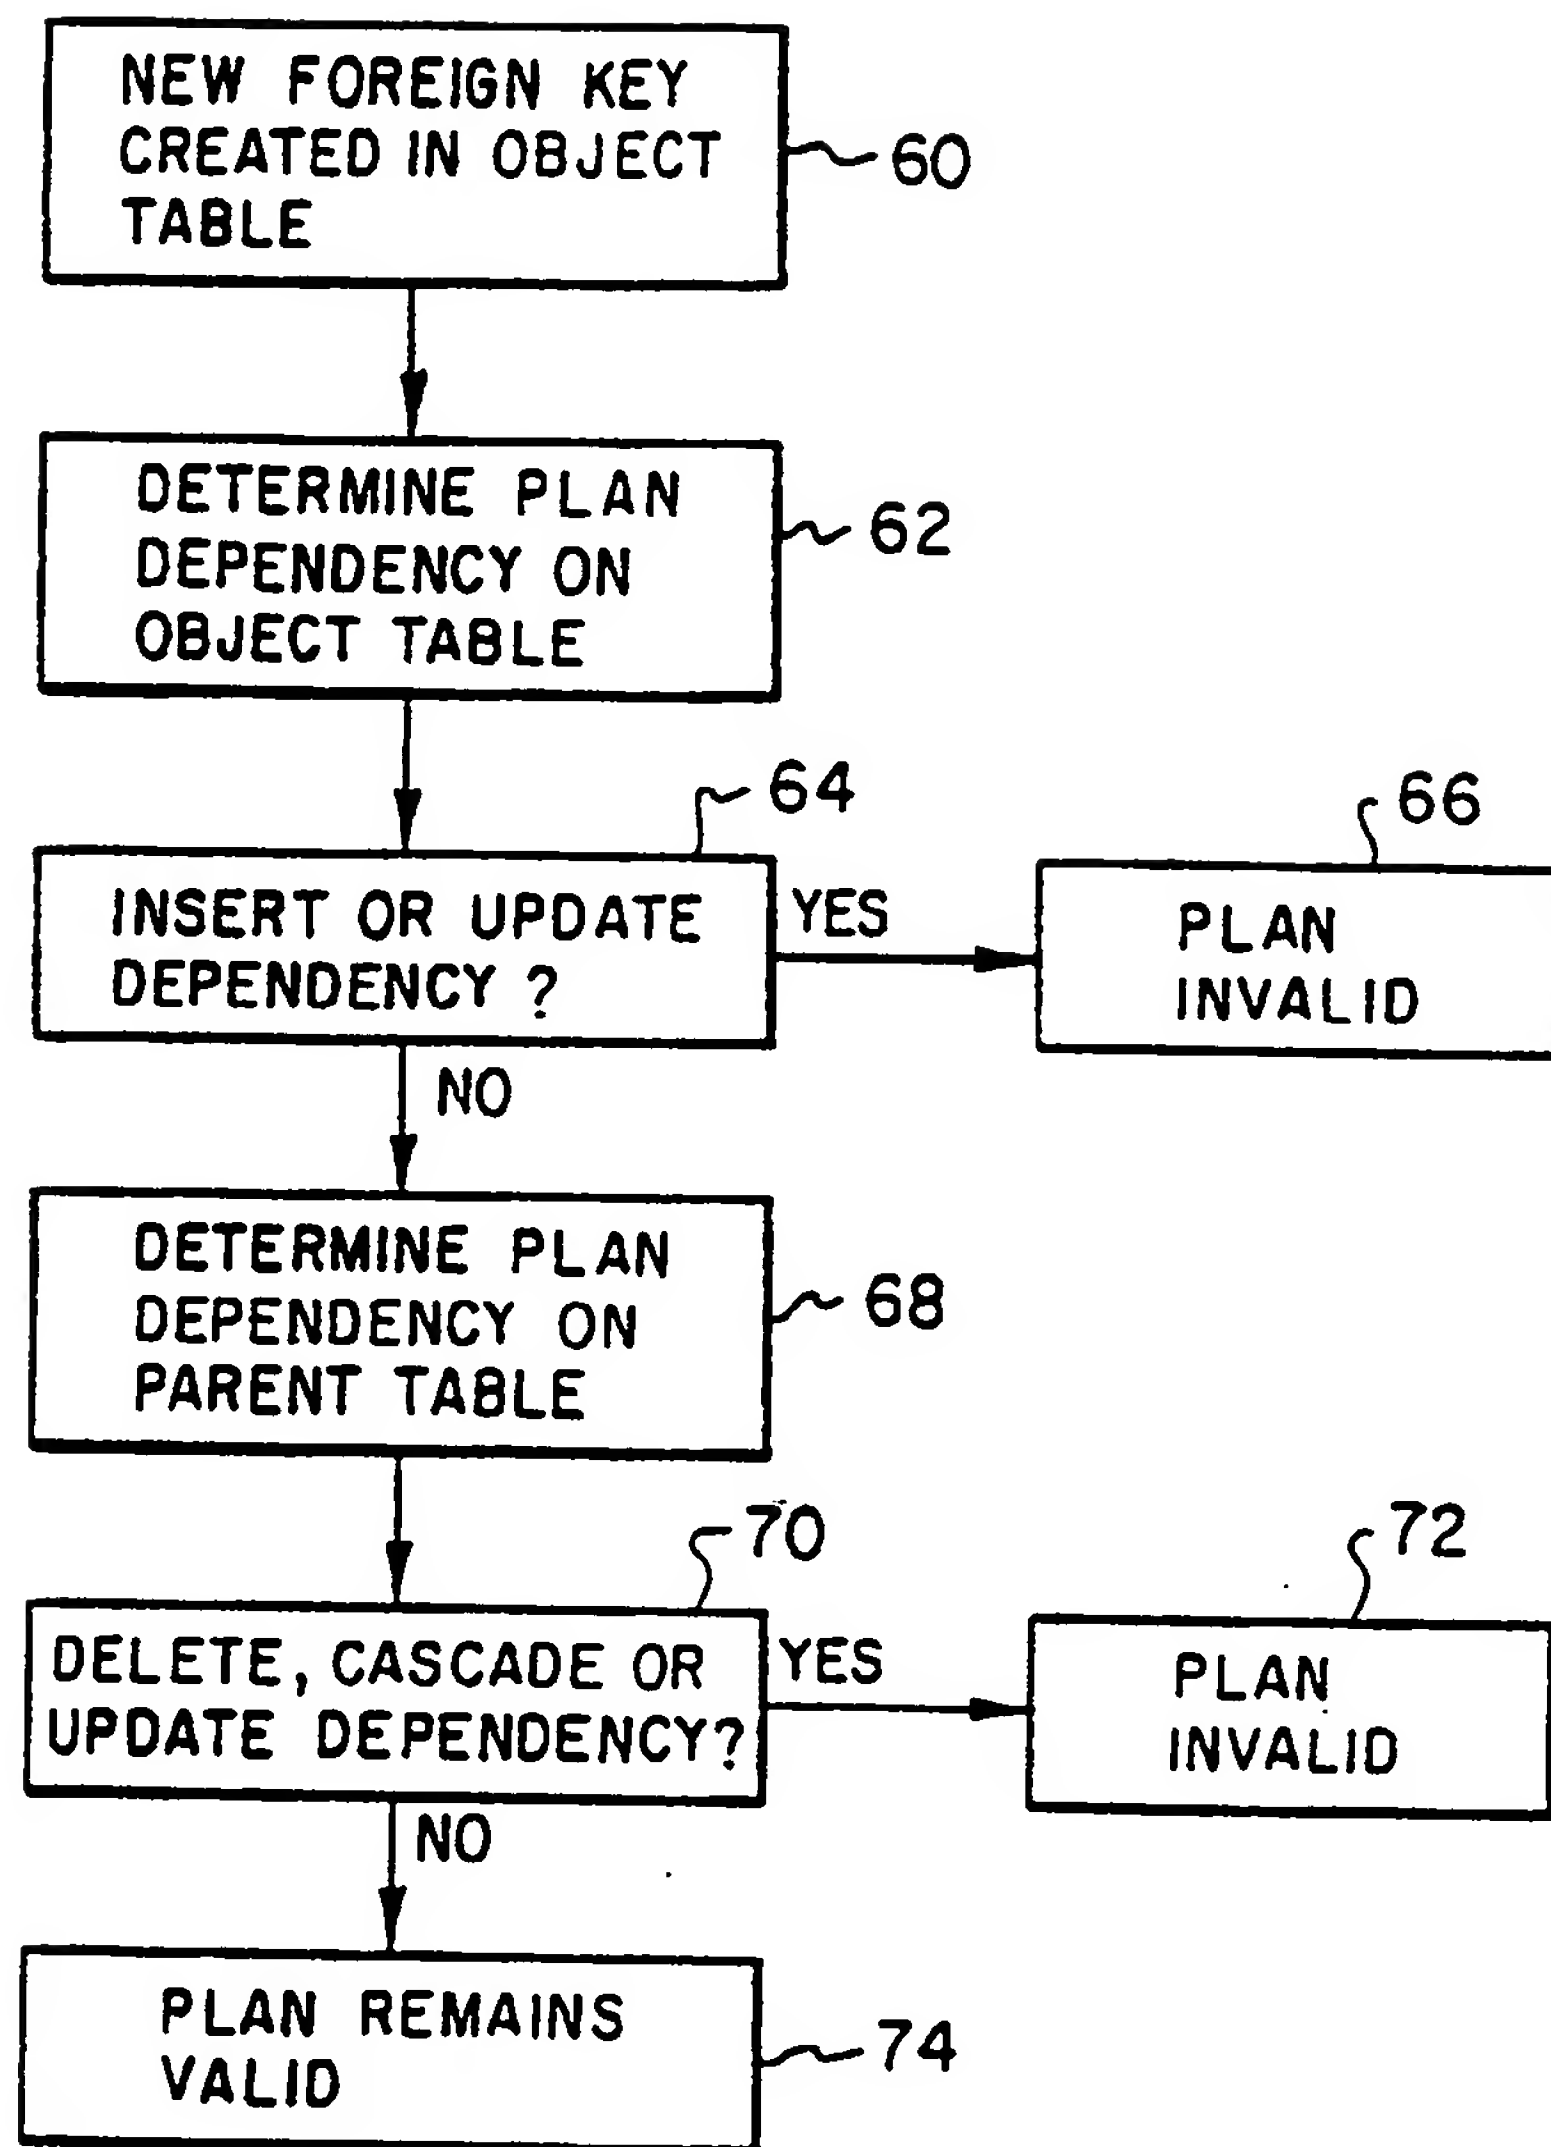 NEW FOREIGN KEY
CREATED IN OBJECT
TABLE
60
DETERMINE PLAN
DEPENDENCY ON
OBJECT TABLE
62
64
INSERT OR UPDATE
DEPENDENCY ?
YES
66
PLAN
INVALID
NO
DETERMINE PLAN
DEPENDENCY ON
PARENT TABLE
68
70
DELETE, CASCADE OR
UPDATE DEPENDENCY?
YES
72
PLAN
INVALID
NO
PLAN REMAINS
VALID
74